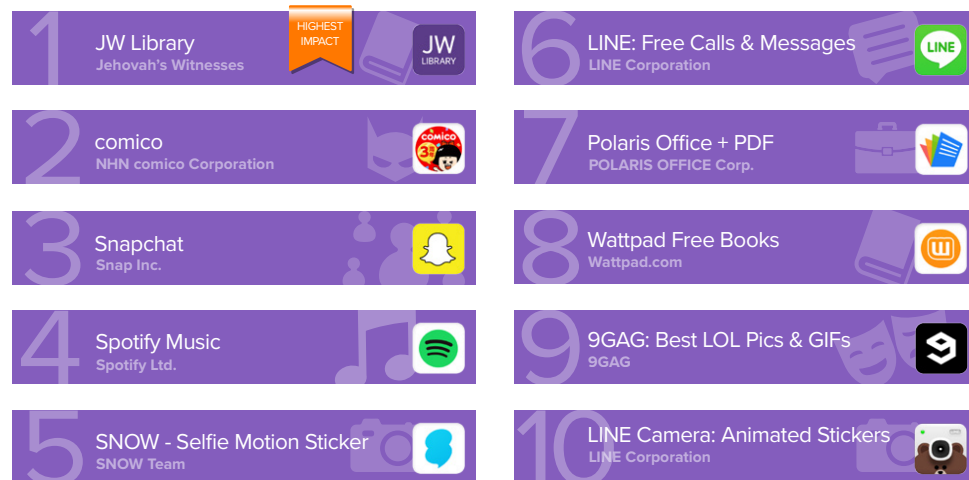 1
JW Library
Jehovah's Witnesses
HIGHEST
IMPACT
JW
LIBRARY
2
comico
NHN comico Corporation
comico
3
3
Snapchat
Snap Inc.
4
Spotify Music
Spotify Ltd.
5
SNOW - Selfie Motion Sticker
SNOW Team
6
LINE: Free Calls & Messages
LINE Corporation
LINE
7
Polaris Office + PDF
POLARIS OFFICE Corp.
8
Wattpad Free Books
Wattpad.com
9
9GAG: Best LOL Pics & GIFs
9GAG
10
LINE Camera: Animated Stickers
LINE Corporation